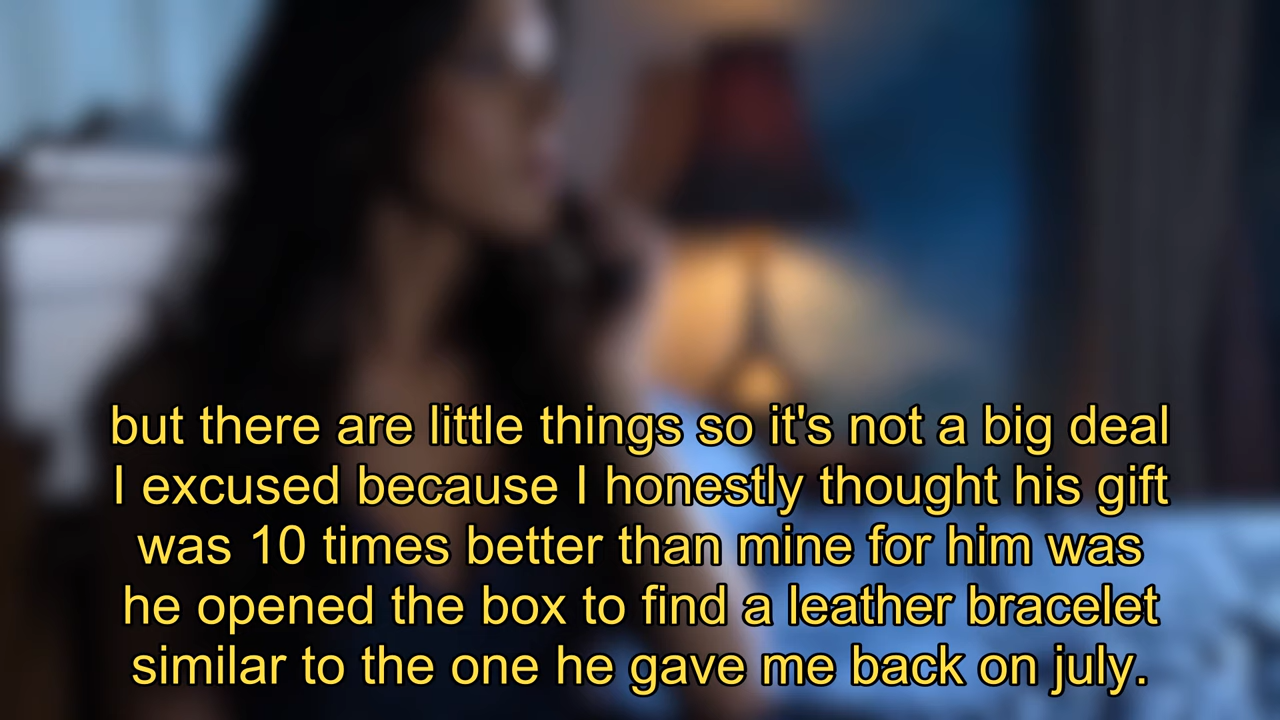 but there are little things so it's not a big deal
I excused because I honestly thought his gift
was 10 times better than mine for him was
he opened the box to find a leather bracelet
similar to the one he gave me back on july.